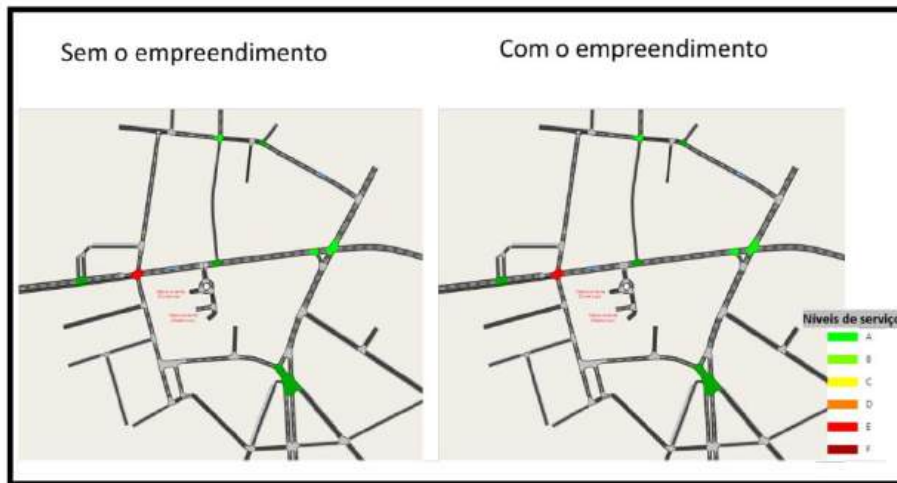 Sem o empreendimento
Com o empreendimento
Níveis de serviço
A
B
C
D
E
F